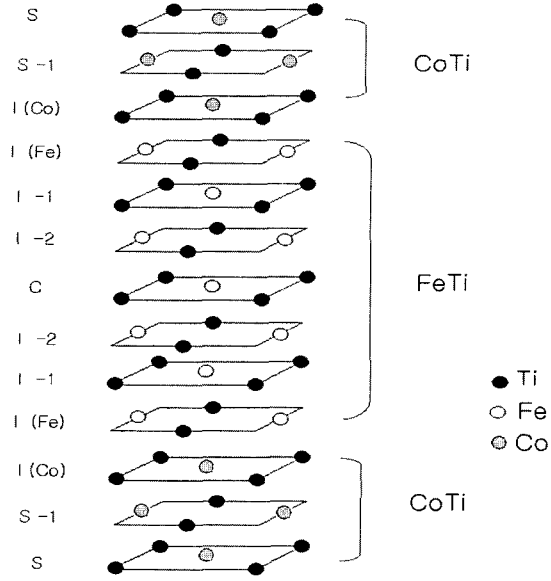 S
S -1
CoTi
I (Co)
I (Fe)
I -1
I -2
C
FeTi
I -2
I -1
Ti
I (Fe)
Fe
Co
I (Co)
S -1
CoTi
S